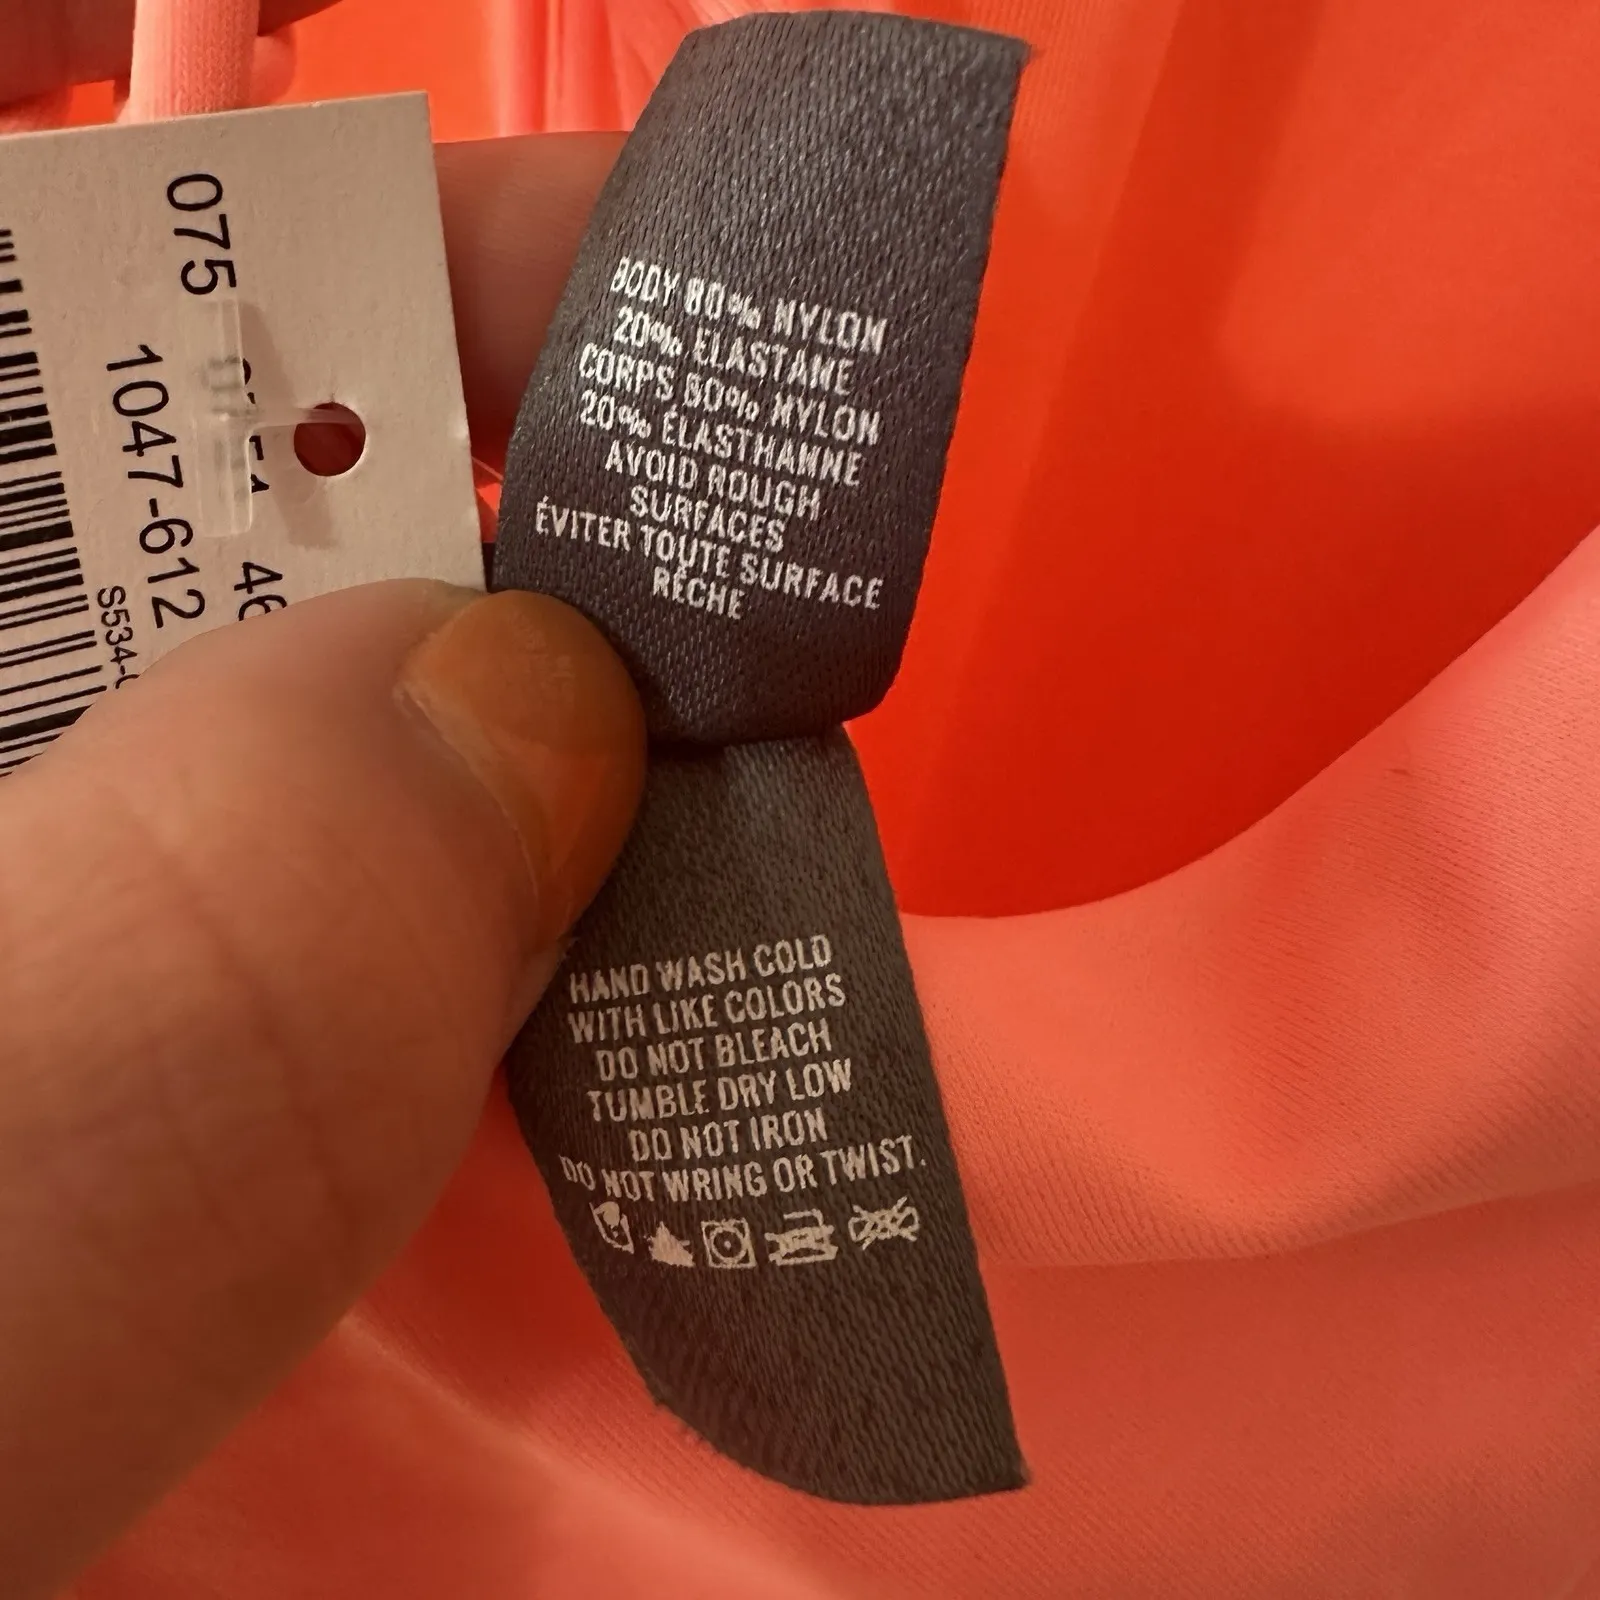 075
46
1047-612
S534-
BODY 80% NYLON
20% ELASTANE
CORPS 80% NYLON
20% ÉLASTHANNE
AVOID ROUGH
SURFACES
ÉVITER TOUTE SURFACE
RÊCHE
HAND WASH COLD
WITH LIKE COLORS
DO NOT BLEACH
TUMBLE DRY LOW
DO NOT IRON
DO NOT WRING OR TWIST.